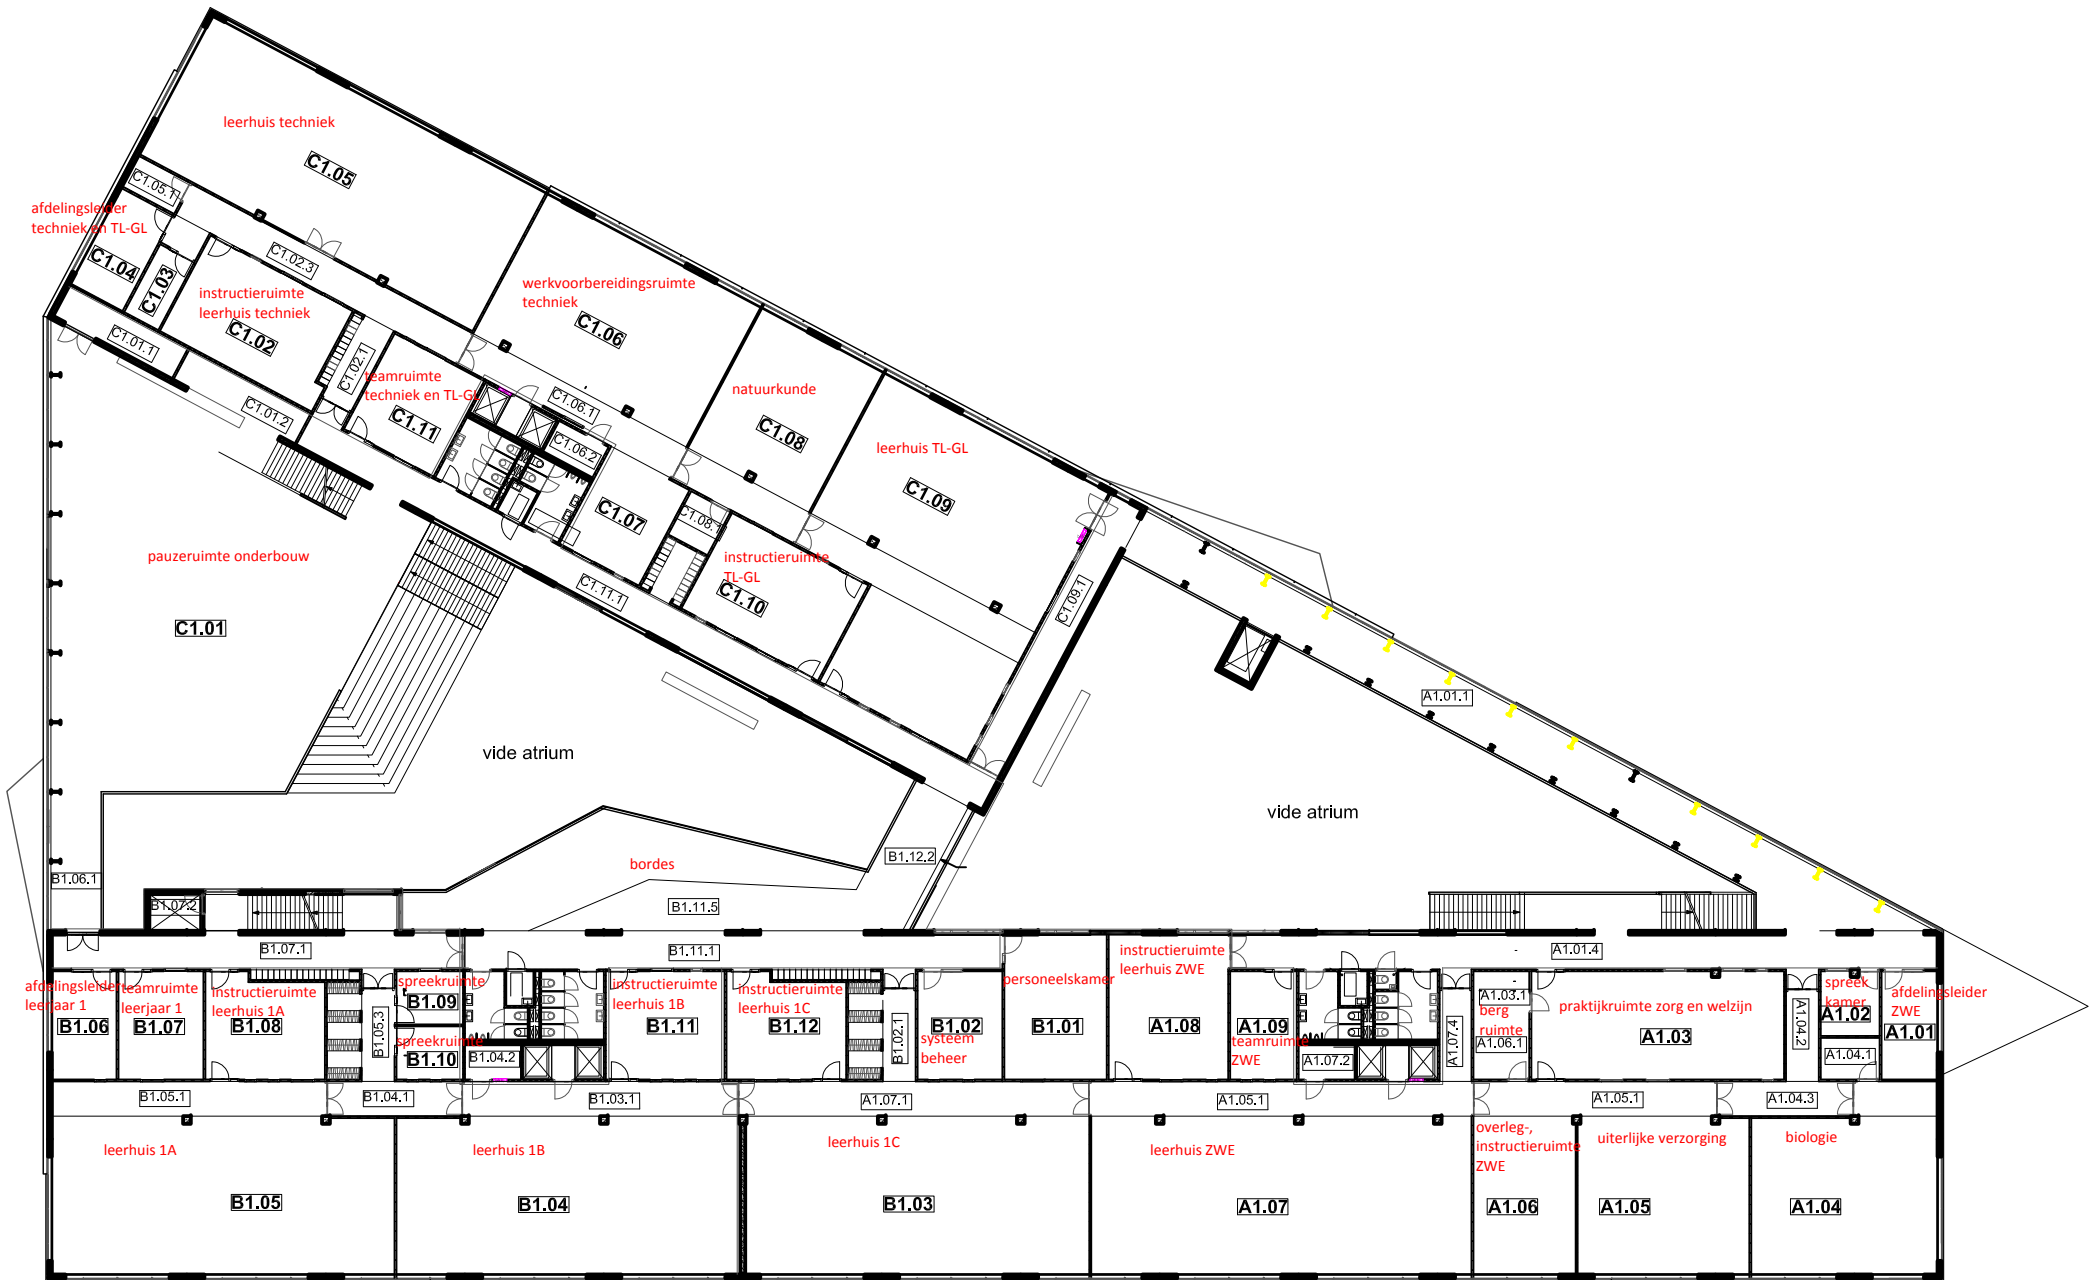 leerhuis techniek
C1.05
C1.05.1
afdelingsleider
techniek en TL-GL
C1.04
C1.03
C1.02.3
instructieruimte
leerhuis techniek
C1.02
C1.01.1
C1.02.1
C1.01.2
werkvoorbereidingsruimte
techniek
C1.06
teamruimte
techniek en TL-GL
C1.11
C1.06.1
C1.06.2
natuurkunde
C1.08
leerhuis TL-GL
C1.09
C1.07
C1.08.1
instructieruimte
TL-GL
C1.10
C1.11.1
C1.09.1
pauzeruimte onderbouw
C1.01
A1.01.1
vide atrium
vide atrium
bordes
B1.12.2
B1.06.1
B1.07.2
B1.11.5
B1.07.1
B1.11.1
A1.01.4
afdelingsleider
leerjaar 1
B1.06
teamruimte
leerjaar 1
B1.07
instructieruimte
leerhuis 1A
B1.08
B1.05.3
spreekruimte
B1.09
spreekruimte
B1.10
B1.04.2
instructieruimte
leerhuis 1B
B1.11
instructieruimte
leerhuis 1C
B1.12
B1.02.1
B1.02
systeem
beheer
personeelskamer
B1.01
instructieruimte
leerhuis ZWE
A1.08
A1.09
teamruimte
ZWE
A1.07.2
A1.07.4
A1.03.1
berg
ruimte
A1.06.1
praktijkruimte zorg en welzijn
A1.03
A1.04.2
spreek
kamer
A1.02
A1.04.1
afdelingsleider
ZWE
A1.01
B1.05.1
B1.04.1
B1.03.1
A1.07.1
A1.05.1
A1.05.1
A1.04.3
leerhuis 1A
B1.05
leerhuis 1B
B1.04
leerhuis 1C
B1.03
leerhuis ZWE
A1.07
overleg-,
instructieruimte
ZWE
A1.06
uiterlijke verzorging
A1.05
biologie
A1.04